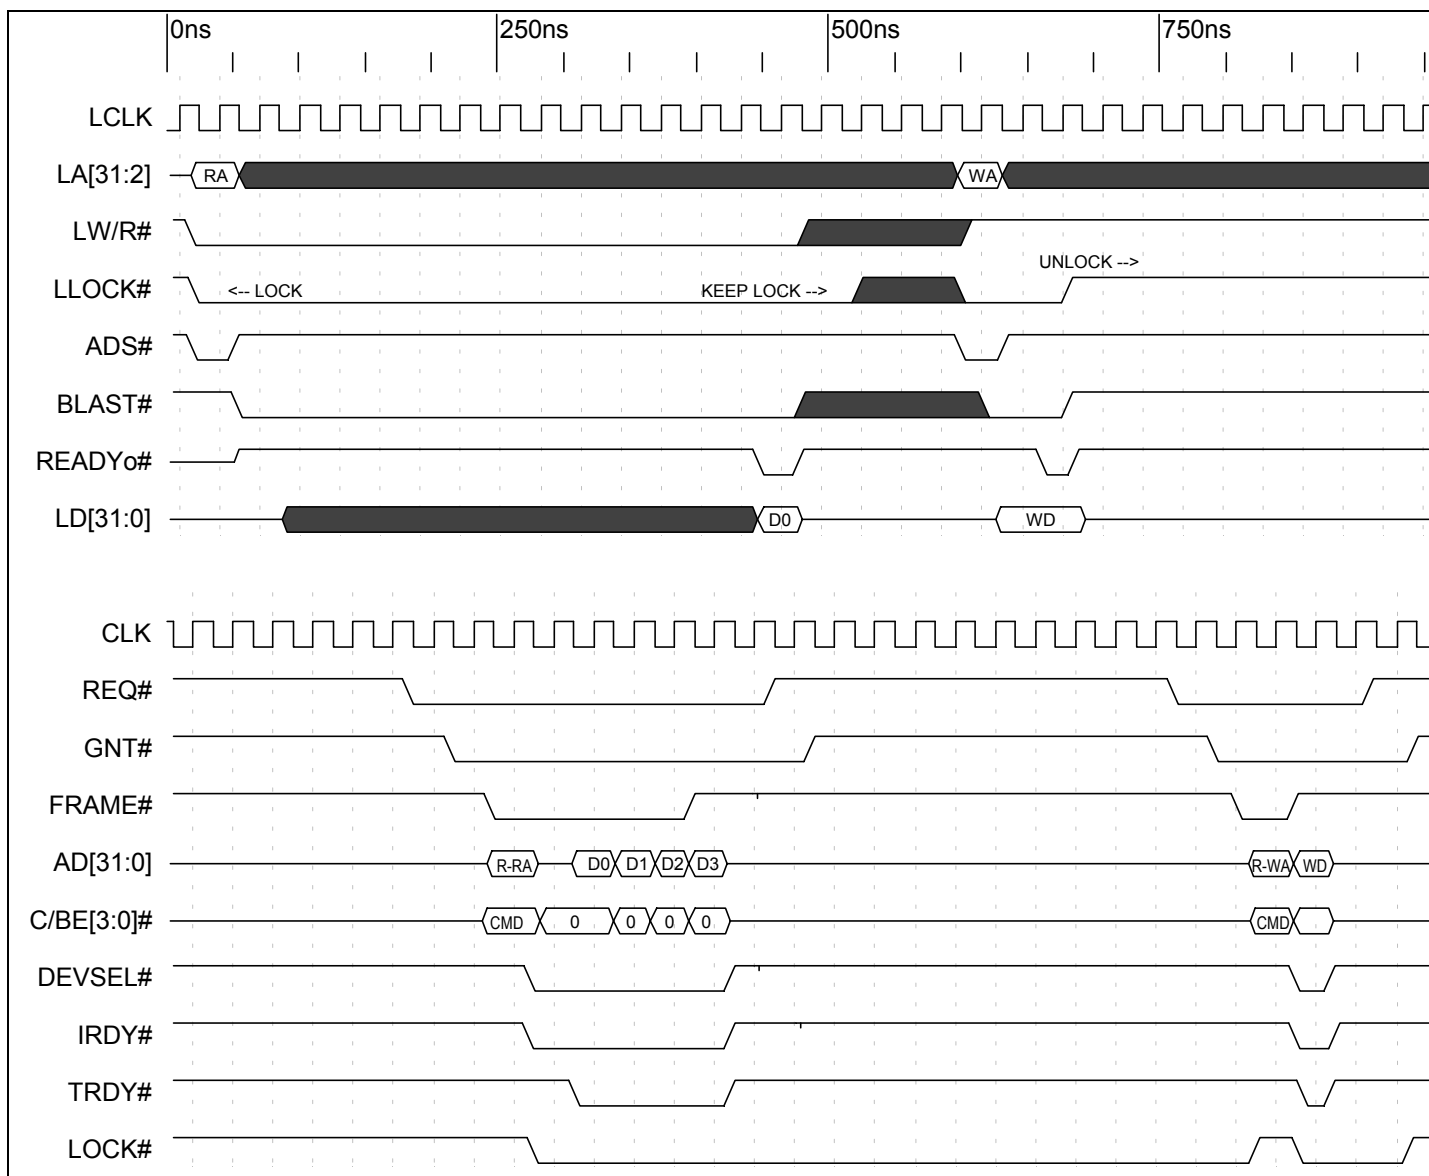 0ns 250ns 500ns 750ns
LCLK
LA[31:2] RA WA
LW/R#
UNLOCK -->
LLOCK# <-- LOCK KEEP LOCK -->
ADS#
BLAST#
READYo#
LD[31:0] D0 WD
CLK
REQ#
GNT#
FRAME#
AD[31:0] R-RA D0 D1 D2 D3 R-WA WD
C/BE[3:0]# CMD 0 0 0 0 CMD
DEVSEL#
IRDY#
TRDY#
LOCK#